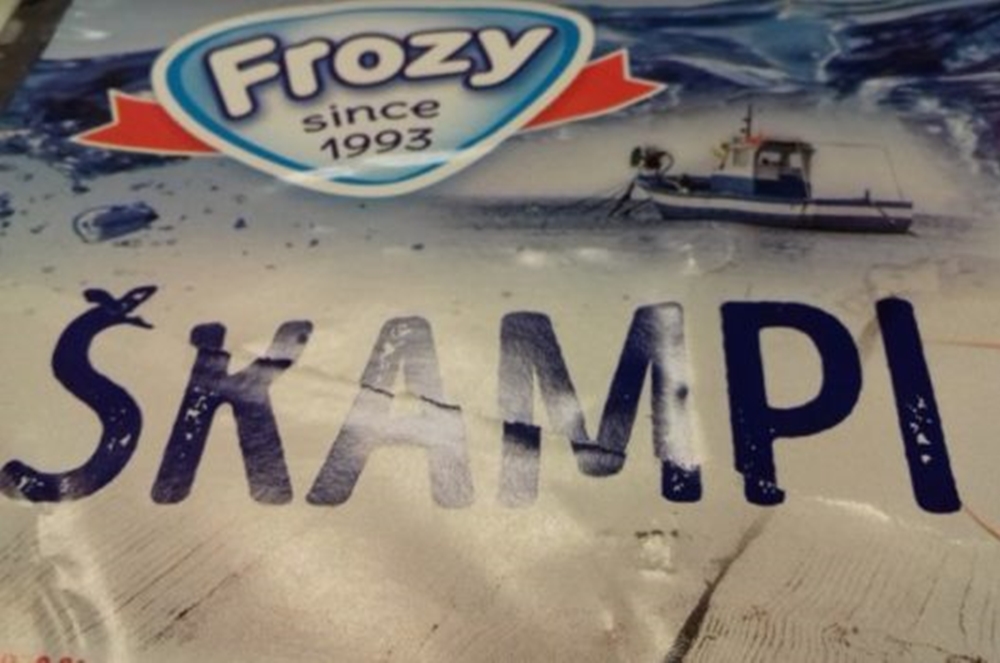 Frozy
since
1993
ŠKAMPI